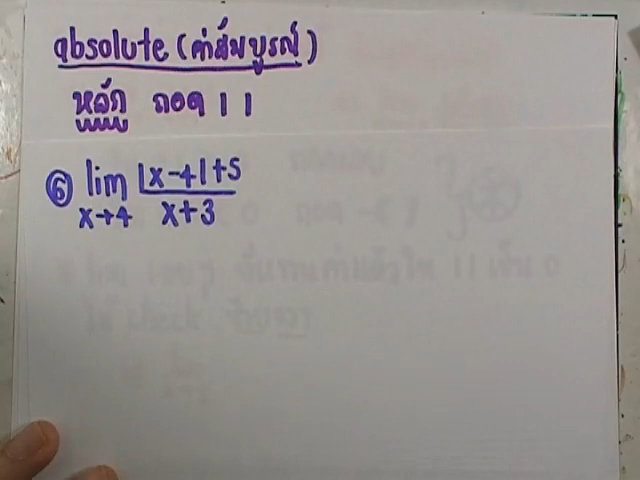 absolute (ค่าสัมบูรณ์)
หลัก ถอด | |
⑥ lim |x-4|+5
x→4 x+3